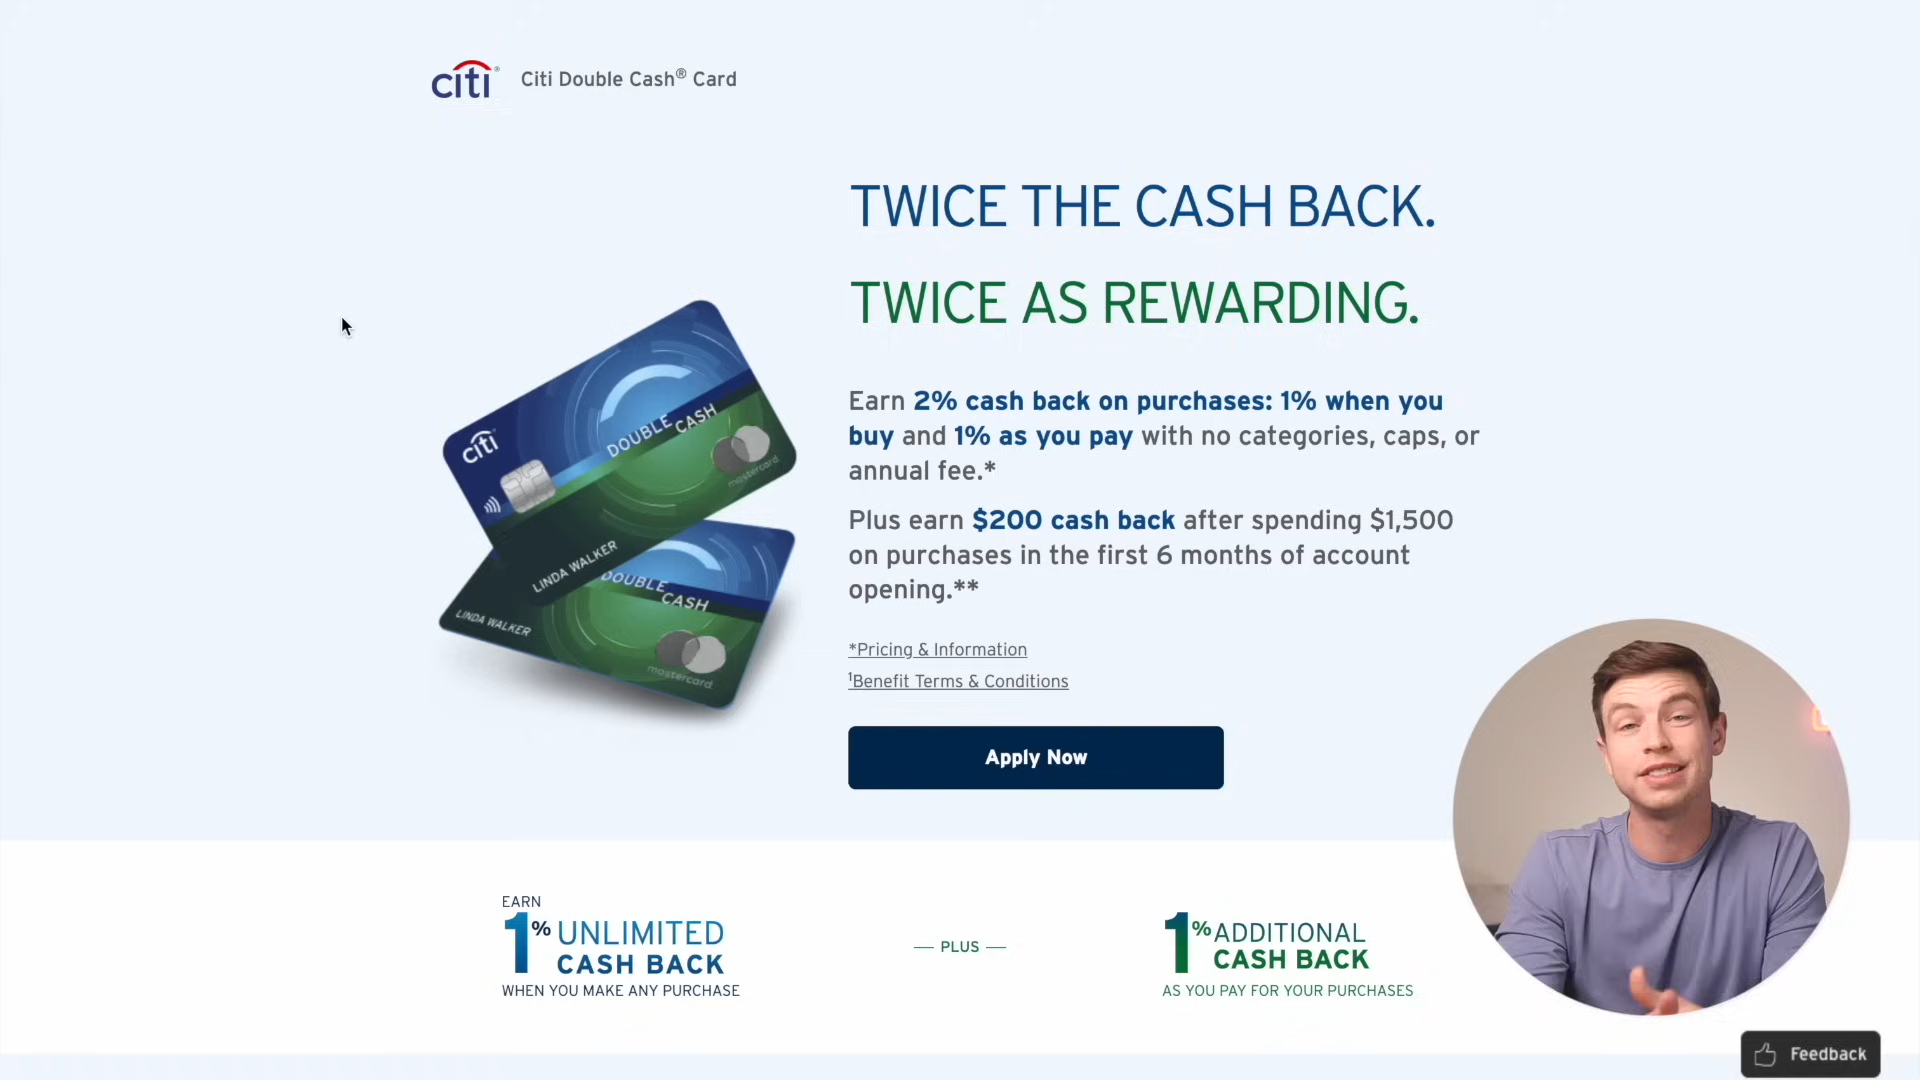 citi® Citi Double Cash® Card
TWICE THE CASH BACK.
TWICE AS REWARDING.
Earn 2% cash back on purchases: 1% when you
buy and 1% as you pay with no categories, caps, or
annual fee.*
Plus earn $200 cash back after spending $1,500
on purchases in the first 6 months of account
opening.**
*Pricing & Information
¹Benefit Terms & Conditions
Apply Now
citi
DOUBLE
CASH
mastercard
LINDA WALKER
DOUBLE
CASH
LINDA WALKER
mastercard
EARN
1% UNLIMITED
CASH BACK
WHEN YOU MAKE ANY PURCHASE
PLUS
1% ADDITIONAL
CASH BACK
AS YOU PAY FOR YOUR PURCHASES
Feedback